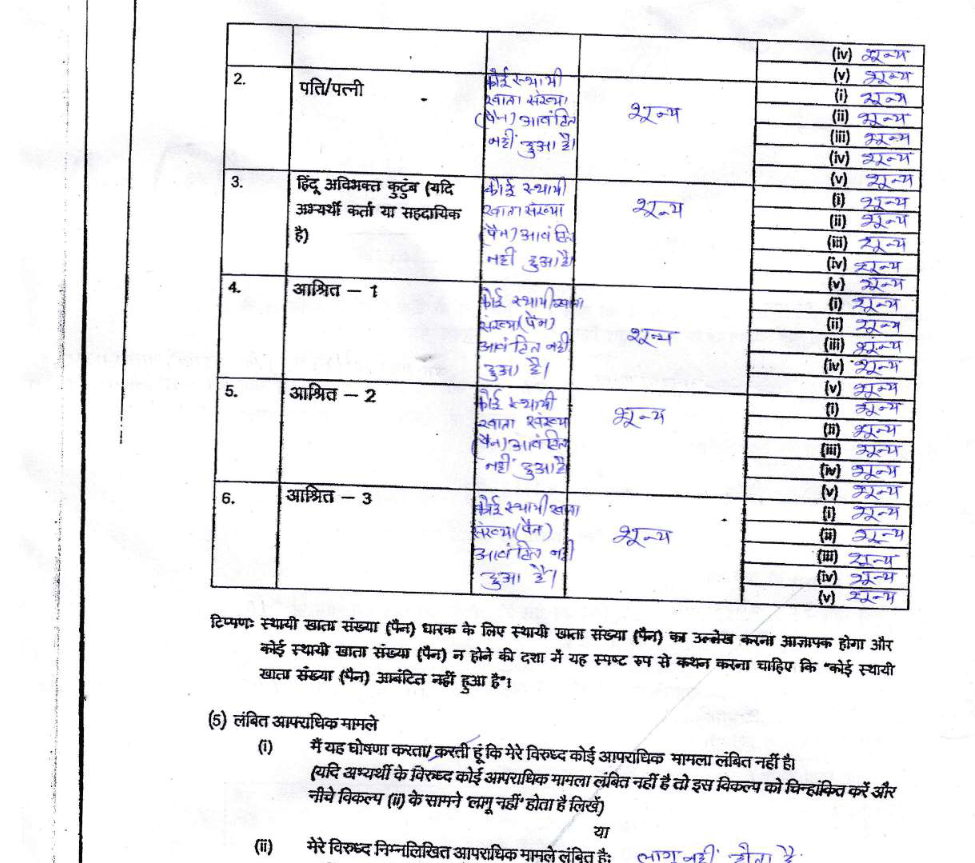 (iv) शून्य
(v) शून्य
2. पति/पत्नी कोई स्थायी खाता संख्या (पैन) आवंटित नहीं हुआ है। शून्य
(i) शून्य
(ii) शून्य
(iii) शून्य
(iv) शून्य
(v) शून्य
3. हिंदू अविभक्त कुटुंब (यदि
अभ्यर्थी कर्ता या सहदायिक
है)
कोई स्थायी
खाता संख्या
(पैन) आवंटित
नहीं हुआ है।
शून्य
(i) शून्य
(ii) शून्य
(iii) शून्य
(iv) शून्य
(v) शून्य
4. आश्रित – 1
कोई स्थायी खाता
संख्या (पैन)
आवंटित नहीं
हुआ है।
शून्य
(i) शून्य
(ii) शून्य
(iii) शून्य
(iv) शून्य
(v) शून्य
5. आश्रित – 2
कोई स्थायी
खाता संख्या
(पैन) आवंटित
नहीं हुआ है
शून्य
(i) शून्य
(ii) शून्य
(iii) शून्य
(iv) शून्य
(v) शून्य
6. आश्रित – 3
कोई स्थायी खाता
संख्या (पैन)
आवंटित नहीं
हुआ है।
शून्य
(i) शून्य
(ii) शून्य
(iii) शून्य
(iv) शून्य
(v) शून्य
टिप्पणः स्थायी खाता संख्या (पैन) धारक के लिए स्थायी खाता संख्या (पैन) का उल्लेख करना आज्ञापक होगा और
कोई स्थायी खाता संख्या (पैन) न होने की दशा में यह स्पष्ट रुप से कथन करना चाहिए कि "कोई स्थायी
खाता संख्या (पैन) आबंटित नहीं हुआ है"।
(5) लंबित आपराधिक मामले
(i) मैं यह घोषणा करता/करती हूं कि मेरे विरुध्द कोई आपराधिक मामला लंबित नहीं है।
(यदि अभ्यर्थी के विरुध्द कोई आपराधिक मामला लंबित नहीं है तो इस विकल्प को चिन्हांकित करें और
नीचे विकल्प (ii) के सामने 'लागू नहीं' होता है लिखें)
या
(ii) मेरे विरुध्द निम्नलिखित आपराधिक मामले लंबित है: लागू नहीं होता है